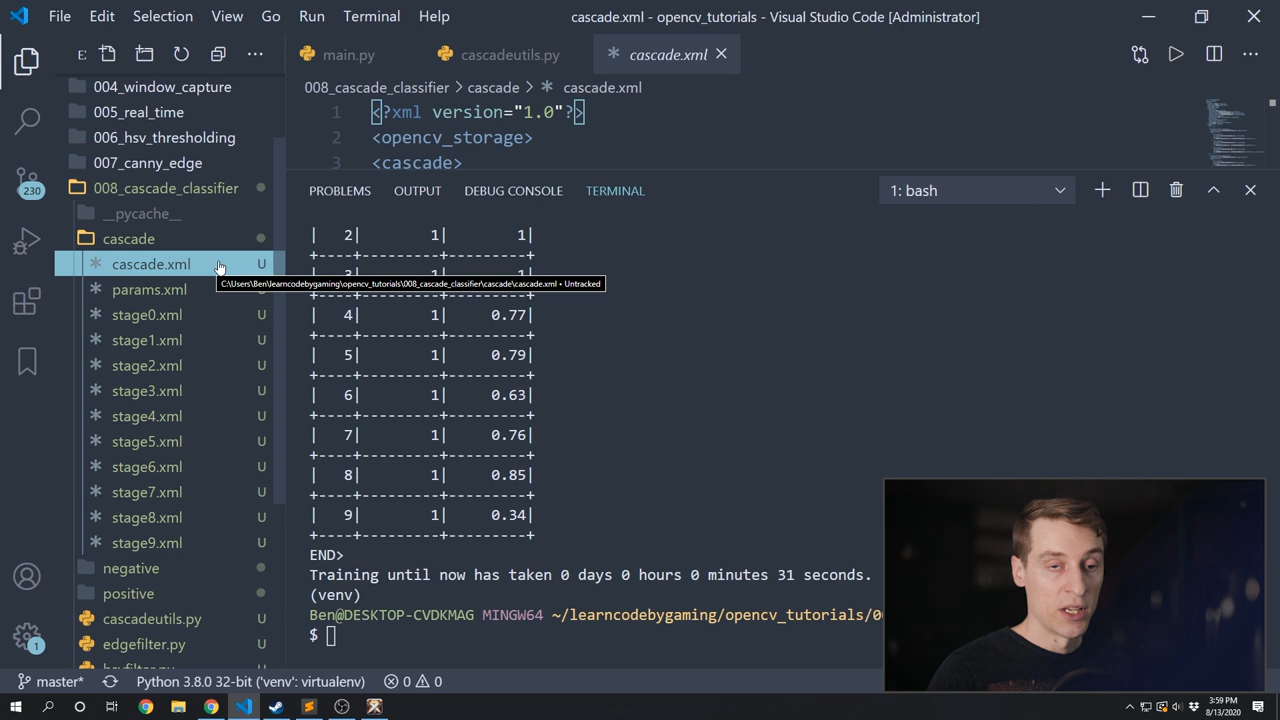 File Edit Selection View Go Run Terminal Help cascade.xml - opencv_tutorials - Visual Studio Code [Administrator]
E
main.py cascadeutils.py cascade.xml
004_window_capture
005_real_time
006_hsv_thresholding
007_canny_edge
008_cascade_classifier
__pycache__
cascade
cascade.xml U
params.xml U
stage0.xml U
stage1.xml U
stage2.xml U
stage3.xml U
stage4.xml U
stage5.xml U
stage6.xml U
stage7.xml U
stage8.xml U
stage9.xml U
negative
positive
cascadeutils.py U
edgefilter.py U
230
1
008_cascade_classifier > cascade > cascade.xml
1 <?xml version="1.0"?>
2 <opencv_storage>
3 <cascade>
PROBLEMS OUTPUT DEBUG CONSOLE TERMINAL 1: bash
| 2| 1| 1|
+----+---------+---------+
C:\Users\Ben\learncodebygaming\opencv_tutorials\008_cascade_classifier\cascade\cascade.xml • Untracked
+----+---------+---------+
| 4| 1| 0.77|
+----+---------+---------+
| 5| 1| 0.79|
+----+---------+---------+
| 6| 1| 0.63|
+----+---------+---------+
| 7| 1| 0.76|
+----+---------+---------+
| 8| 1| 0.85|
+----+---------+---------+
| 9| 1| 0.34|
+----+---------+---------+
END>
Training until now has taken 0 days 0 hours 0 minutes 31 seconds.
(venv)
Ben@DESKTOP-CVDKMAG MINGW64 ~/learncodebygaming/opencv_tutorials/0
$
master* Python 3.8.0 32-bit ('venv': virtualenv) 0 0
3:59 PM
8/13/2020